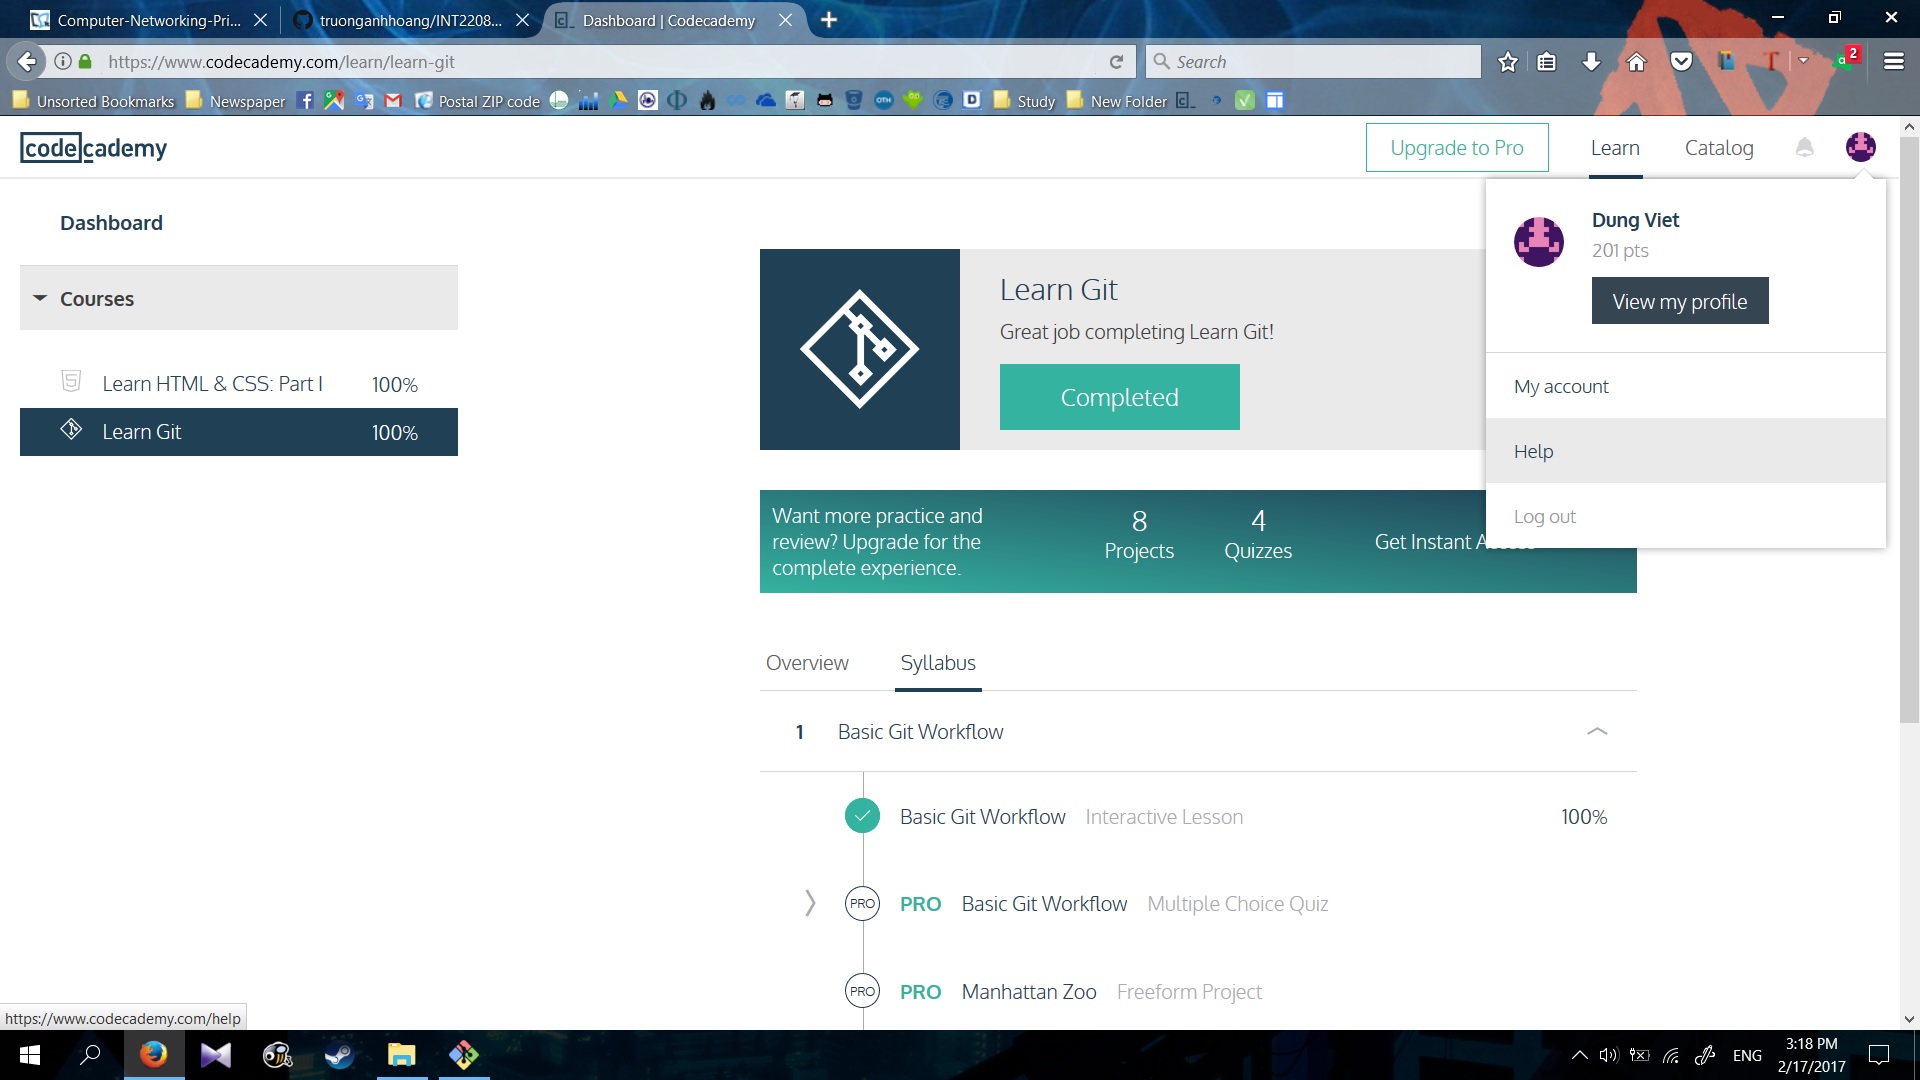 Computer-Networking-Pri...
truonganhhoang/INT2208...
Dashboard | Codecademy
https://www.codecademy.com/learn/learn-git
Search
2
Unsorted Bookmarks
Newspaper
Postal ZIP code
Study
New Folder
codecademy
Upgrade to Pro
Learn
Catalog
Dashboard
Courses
Learn HTML & CSS: Part I 100%
Learn Git 100%
Learn Git
Great job completing Learn Git!
Completed
Dung Viet
201 pts
View my profile
My account
Help
Log out
Want more practice and
review? Upgrade for the
complete experience.
8
Projects
4
Quizzes
Get Instant Access
Overview
Syllabus
1 Basic Git Workflow
Basic Git Workflow Interactive Lesson 100%
PRO PRO Basic Git Workflow Multiple Choice Quiz
PRO PRO Manhattan Zoo Freeform Project
https://www.codecademy.com/help
ENG
3:18 PM
2/17/2017